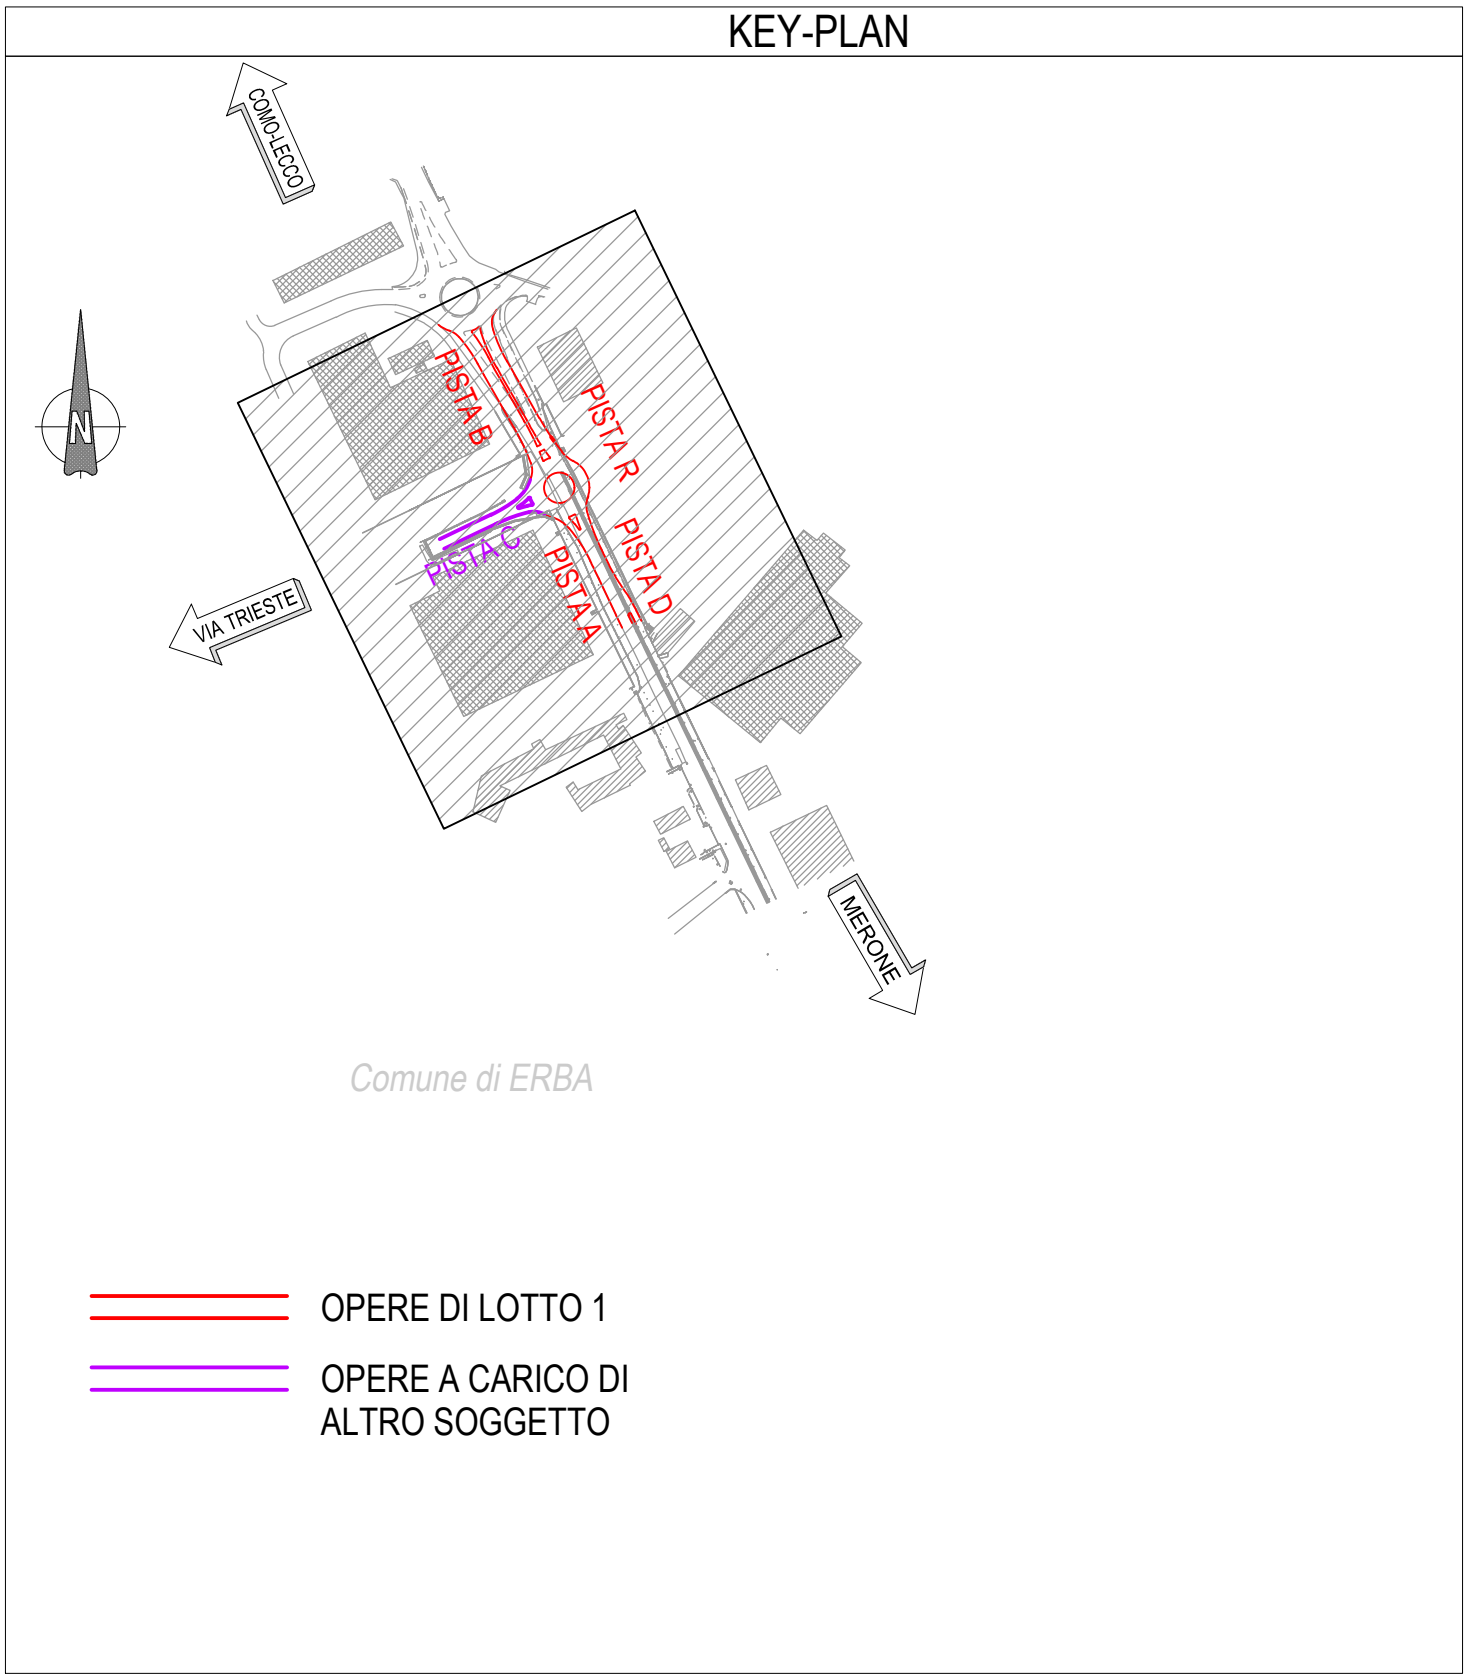 KEY-PLAN
COMO-LECCO
N
PISTA B
PISTA R
PISTA C
PISTA A
PISTA D
VIA TRIESTE
MERONE
Comune di ERBA
OPERE DI LOTTO 1
OPERE A CARICO DI
ALTRO SOGGETTO